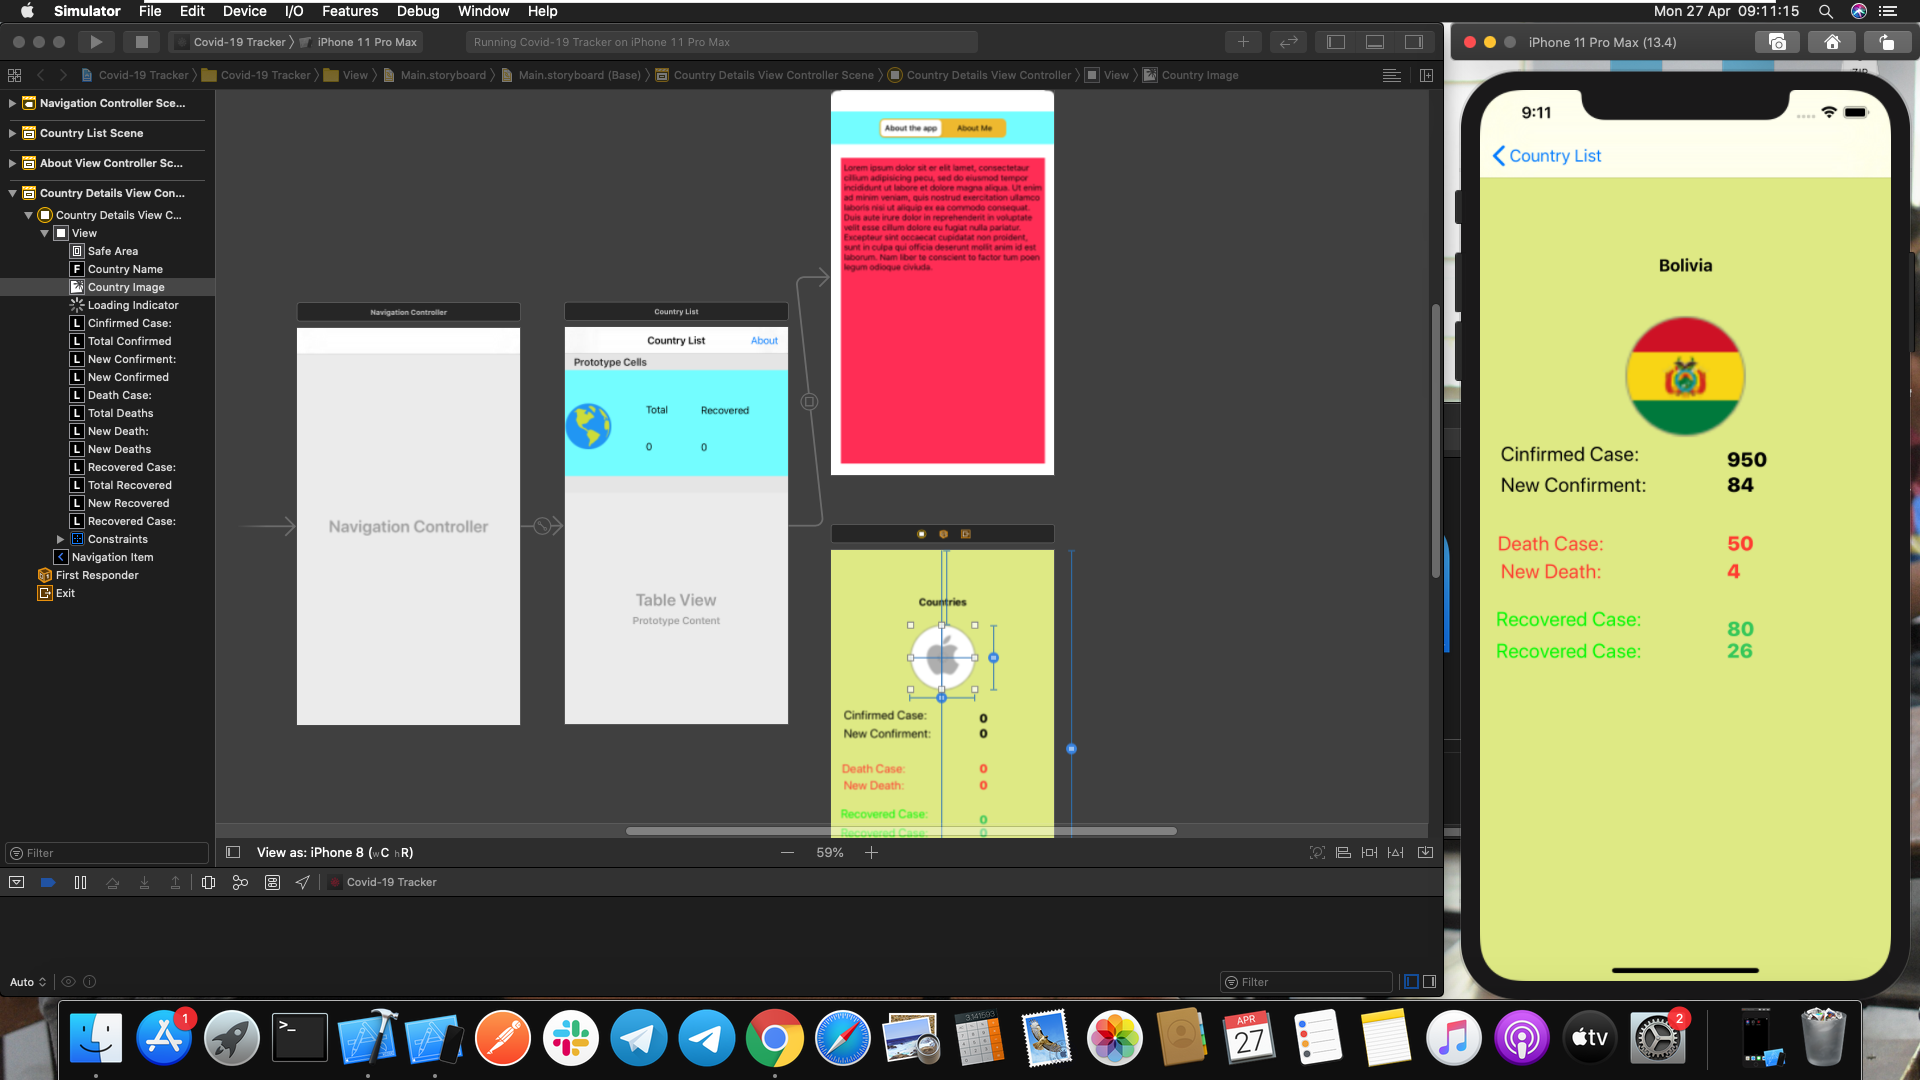 Simulator File Edit Device I/O Features Debug Window Help
Mon 27 Apr 09:11:15
Covid-19 Tracker iPhone 11 Pro Max
Running Covid-19 Tracker on iPhone 11 Pro Max
Covid-19 Tracker Covid-19 Tracker View Main.storyboard Main.storyboard (Base) Country Details View Controller Scene Country Details View Controller View Country Image
Navigation Controller Sce...
Country List Scene
About View Controller Sc...
Country Details View Con...
Country Details View C...
View
Safe Area
F Country Name
Country Image
Loading Indicator
L Cinfirmed Case:
L Total Confirmed
L New Confirment:
L New Confirmed
L Death Case:
L Total Deaths
L New Death:
L New Deaths
L Recovered Case:
L Total Recovered
L New Recovered
L Recovered Case:
Constraints
Navigation Item
First Responder
Exit
Filter
Navigation Controller
Navigation Controller
Country List
Country List
About
Prototype Cells
Total Recovered
0 0
Table View
Prototype Content
About the app About Me
Lorem ipsum dolor sit er elit lamet, consectetaur
cillium adipisicing pecu, sed do eiusmod tempor
incididunt ut labore et dolore magna aliqua. Ut enim
ad minim veniam, quis nostrud exercitation ullamco
laboris nisi ut aliquip ex ea commodo consequat.
Duis aute irure dolor in reprehenderit in voluptate
velit esse cillum dolore eu fugiat nulla pariatur.
Excepteur sint occaecat cupidatat non proident,
sunt in culpa qui officia deserunt mollit anim id est
laborum. Nam liber te conscient to factor tum poen
legum odioque civiuda.
Countries
Cinfirmed Case: 0
New Confirment: 0
Death Case: 0
New Death: 0
Recovered Case: 0
Recovered Case: 0
View as: iPhone 8 (wC hR)
59%
Covid-19 Tracker
Auto
Filter
iPhone 11 Pro Max (13.4)
9:11
Country List
Bolivia
Cinfirmed Case: 950
New Confirment: 84
Death Case: 50
New Death: 4
Recovered Case: 80
Recovered Case: 26
1
>_
APR
27
tv
2